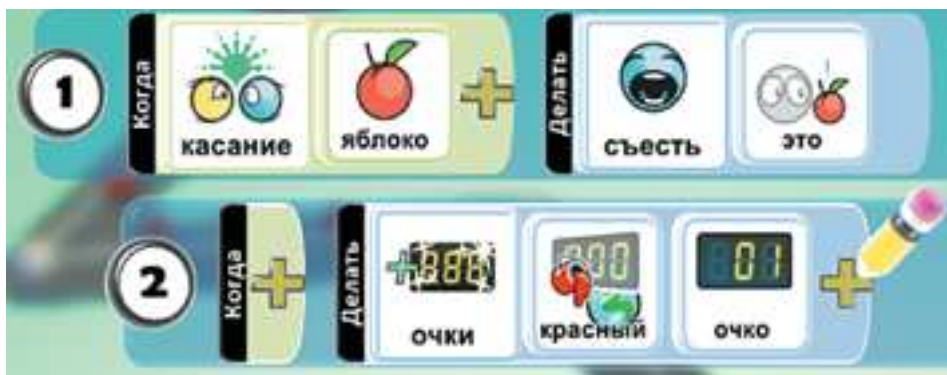 1
Когда
касание
яблоко
Делать
съесть
это
2
Когда
Делать
очки
красный
01
очко